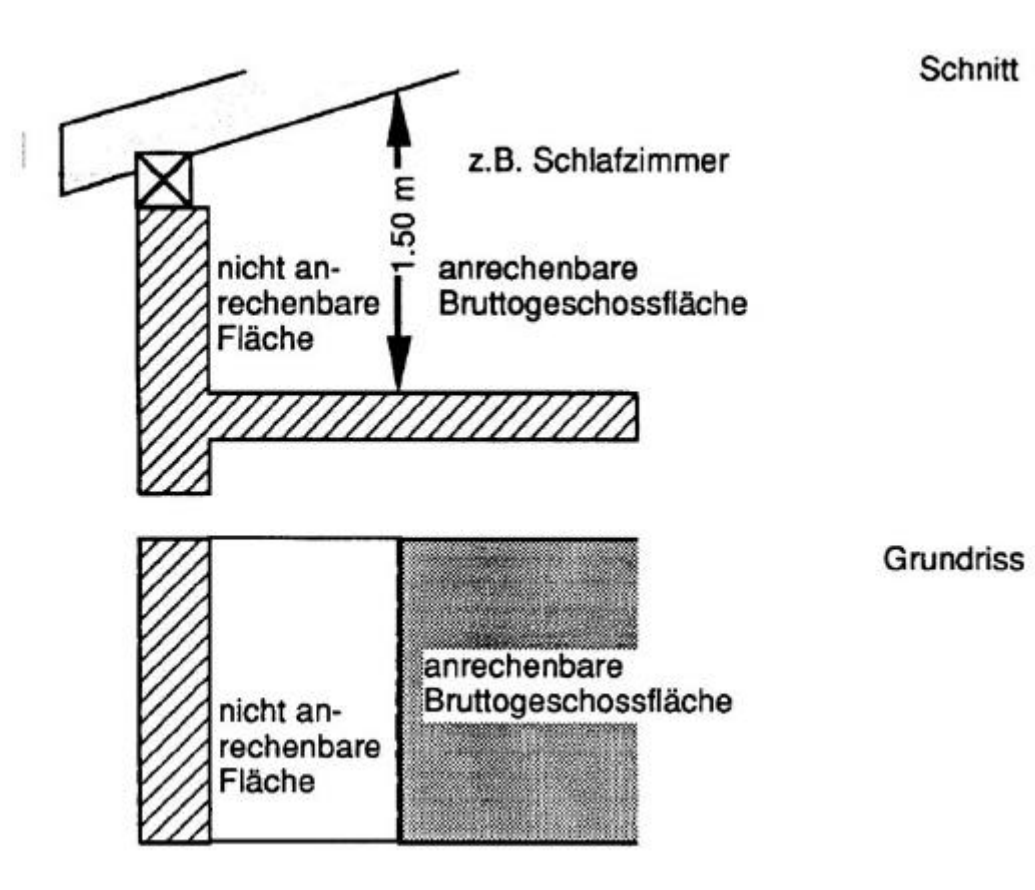 Schnitt
z.B. Schlafzimmer
1.50 m
nicht an-
rechenbare
Fläche
anrechenbare
Bruttogeschossfläche
Grundriss
anrechenbare
Bruttogeschossfläche
nicht an-
rechenbare
Fläche